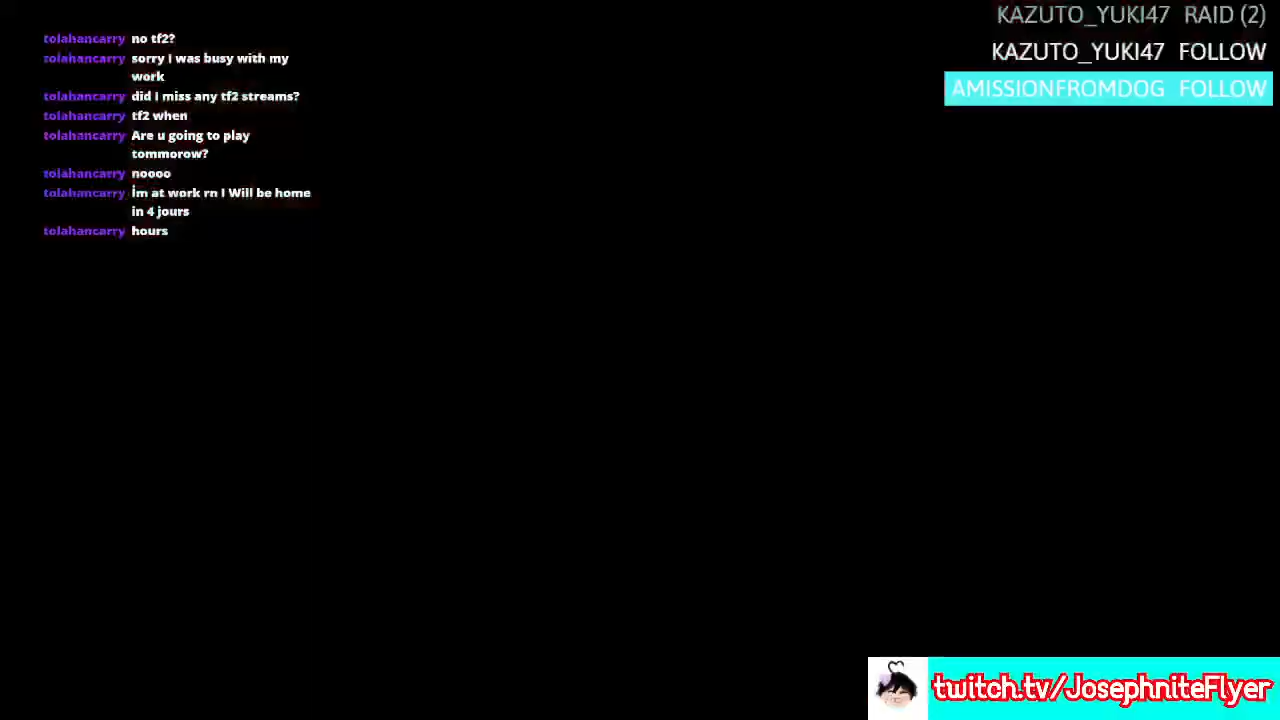 tolahancarry no tf2?
tolahancarry sorry I was busy with my
work
tolahancarry did I miss any tf2 streams?
tolahancarry tf2 when
tolahancarry Are u going to play
tommorow?
tolahancarry noooo
tolahancarry İm at work rn I Will be home
in 4 jours
tolahancarry hours
KAZUTO_YUKI47 RAID (2)
KAZUTO_YUKI47 FOLLOW
AMISSIONFROMDOG FOLLOW
twitch.tv/JosephniteFlyer